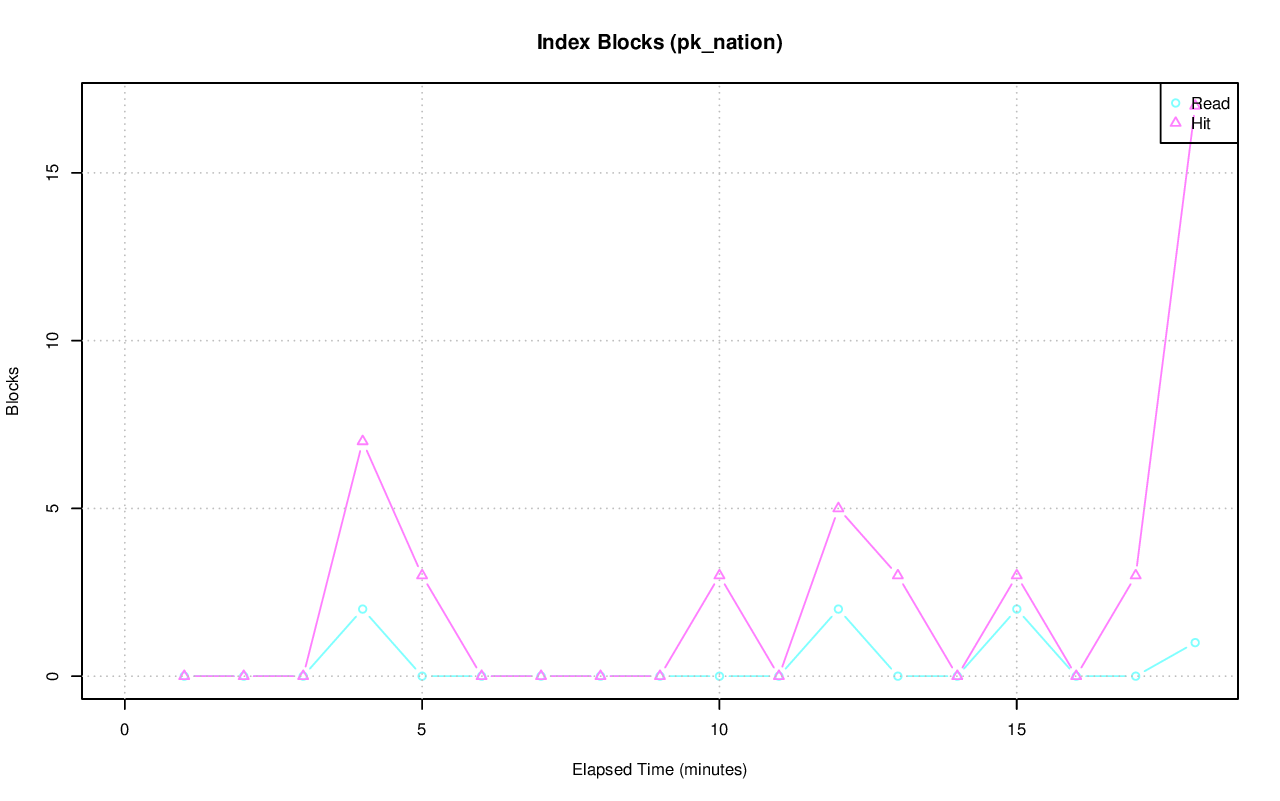 Index Blocks (pk_nation)
Read
Hit
15
10
5
0
Blocks
0 5 10 15
Elapsed Time (minutes)